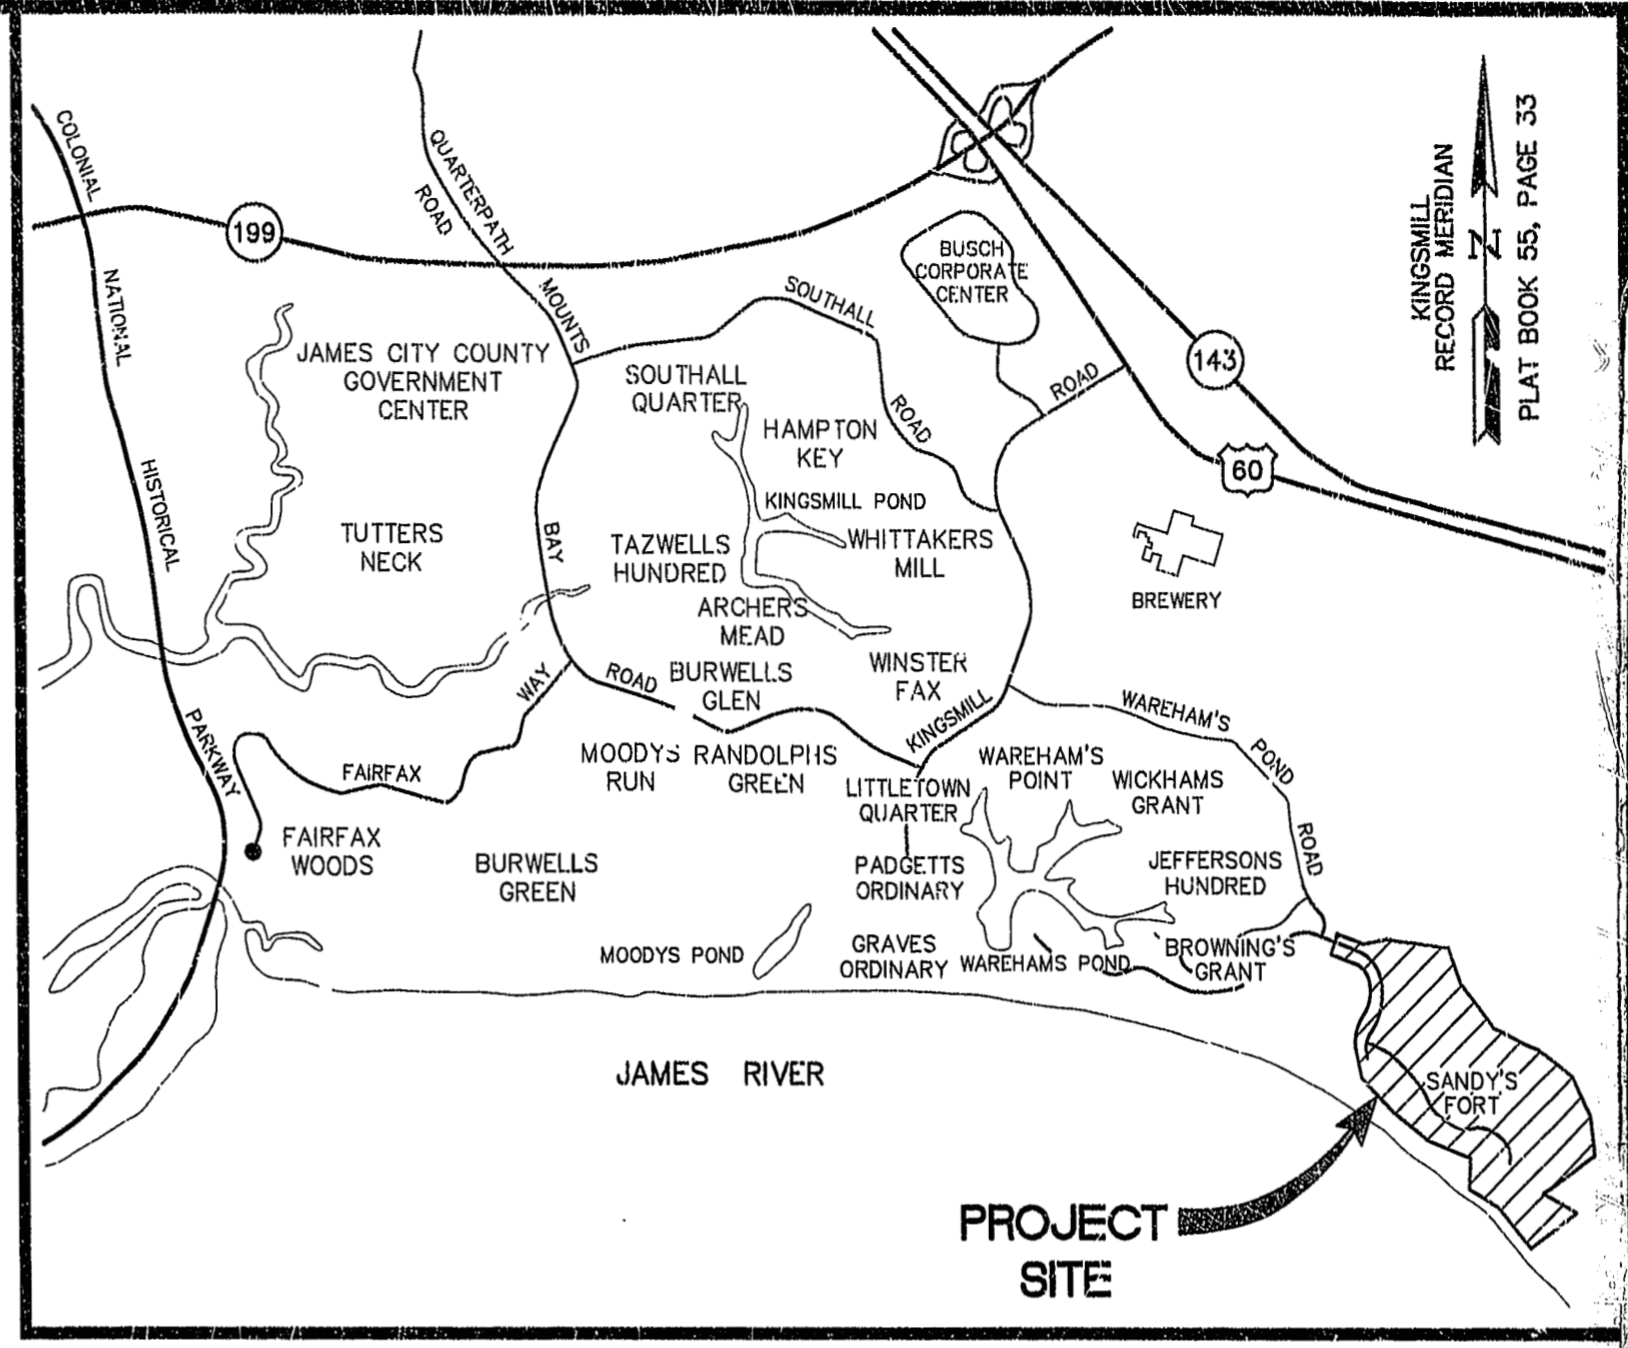 COLONIAL
NATIONAL
HISTORICAL
PARKWAY
199
QUARTERPATH
ROAD
MOUNTS
BAY
ROAD
SOUTHALL
ROAD
BUSCH
CORPORATE
CENTER
ROAD
KINGSMILL
143
60
KINGSMILL
RECORD MERIDIAN
N
PLAT BOOK 55, PAGE 33
JAMES CITY COUNTY
GOVERNMENT
CENTER
SOUTHALL
QUARTER
HAMPTON
KEY
KINGSMILL POND
TUTTERS
NECK
TAZWELLS
HUNDRED
WHITTAKERS
MILL
BREWERY
ARCHERS
MEAD
BURWELLS
GLEN
WINSTER
FAX
WAY
FAIRFAX
WAREHAM'S
POND
ROAD
MOODYS
RUN
RANDOLPHS
GREEN
WAREHAM'S
POINT
LITTLETOWN
QUARTER
WICKHAMS
GRANT
FAIRFAX
WOODS
BURWELLS
GREEN
PADGETTS
ORDINARY
JEFFERSONS
HUNDRED
MOODYS POND
GRAVES
ORDINARY
WAREHAMS POND
BROWNING'S
GRANT
JAMES RIVER
SANDY'S
FORT
PROJECT
SITE